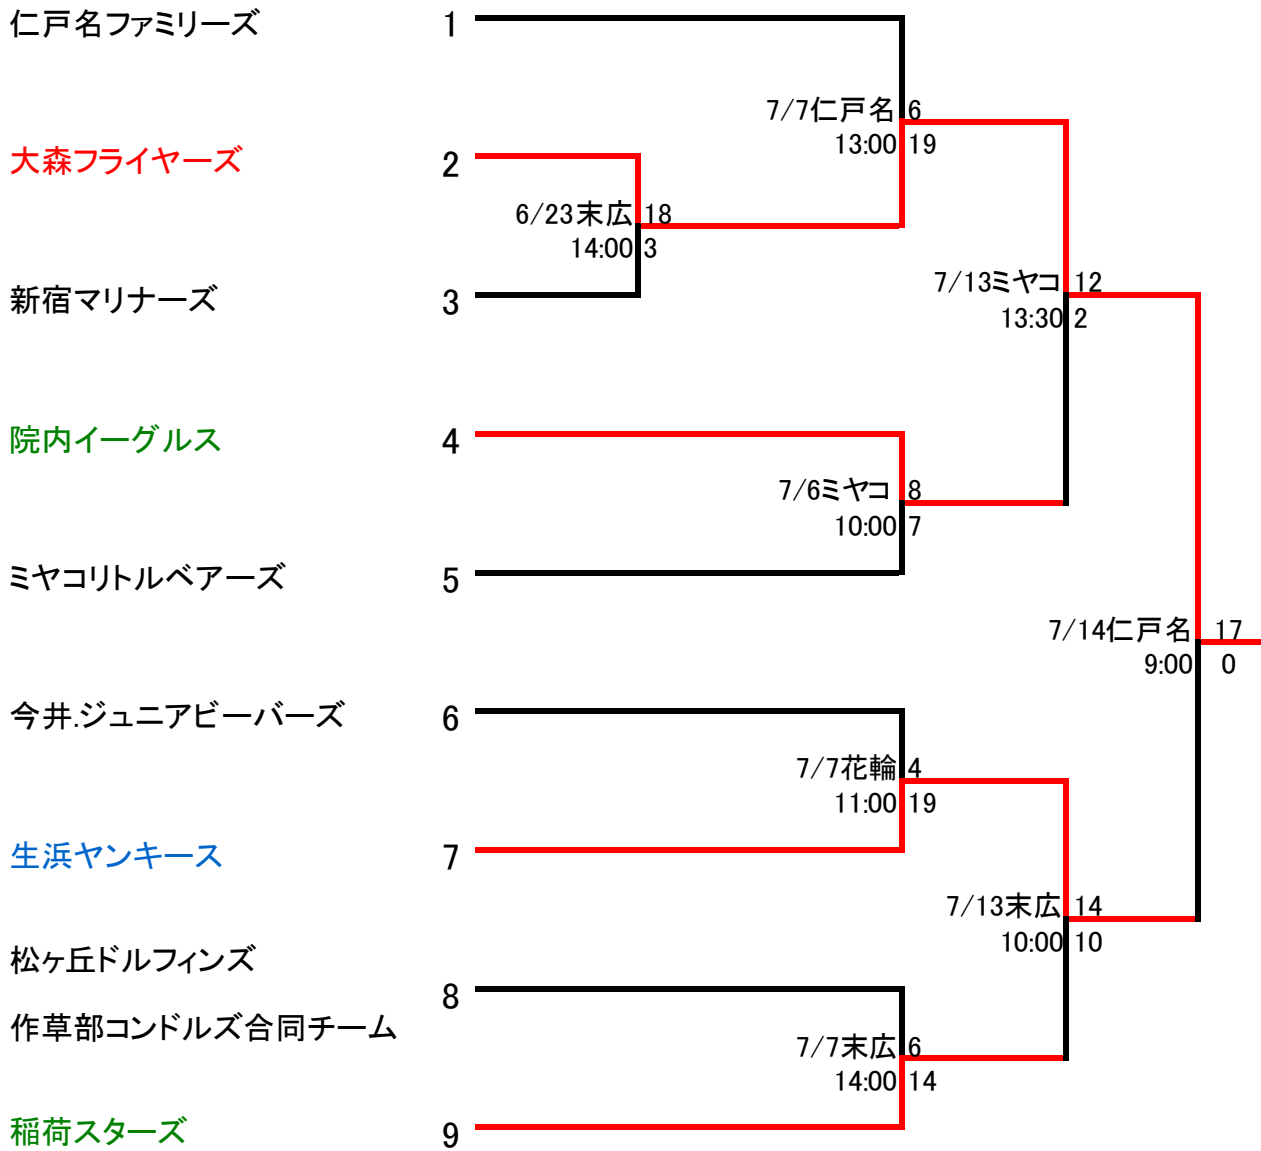 仁戸名ファミリーズ 1
7/7仁戸名 6
13:00 19
大森フライヤーズ 2
6/23末広 18
14:00 3
新宿マリナーズ 3
7/13ミヤコ 12
13:30 2
院内イーグルス 4
7/6ミヤコ 8
10:00 7
ミヤコリトルベアーズ 5
7/14仁戸名 17
9:00 0
今井.ジュニアビーバーズ 6
7/7花輪 4
11:00 19
生浜ヤンキース 7
7/13末広 14
10:00 10
松ヶ丘ドルフィンズ
8
作草部コンドルズ合同チーム
7/7末広 6
14:00 14
稲荷スターズ 9